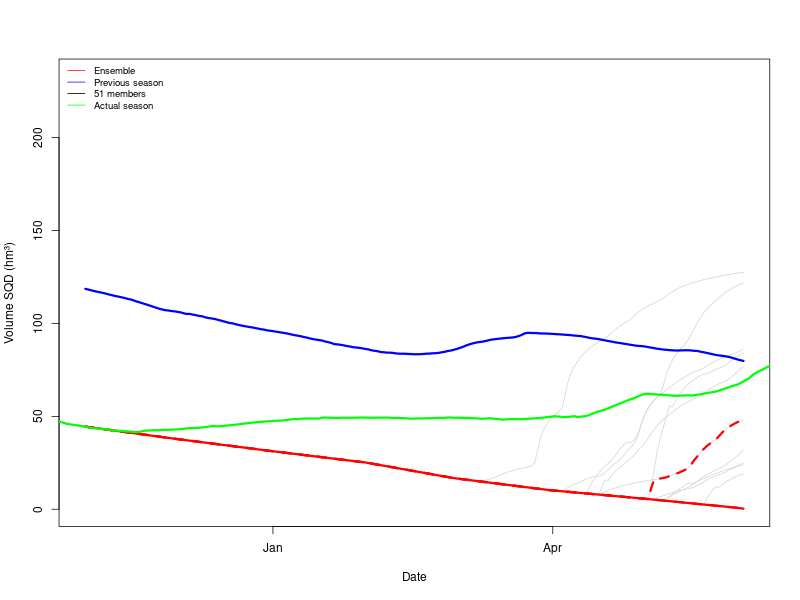 Ensemble
Previous season
51 members
Actual season
Volume SQD (hm³)
200
150
100
50
0
Jan
Apr
Date